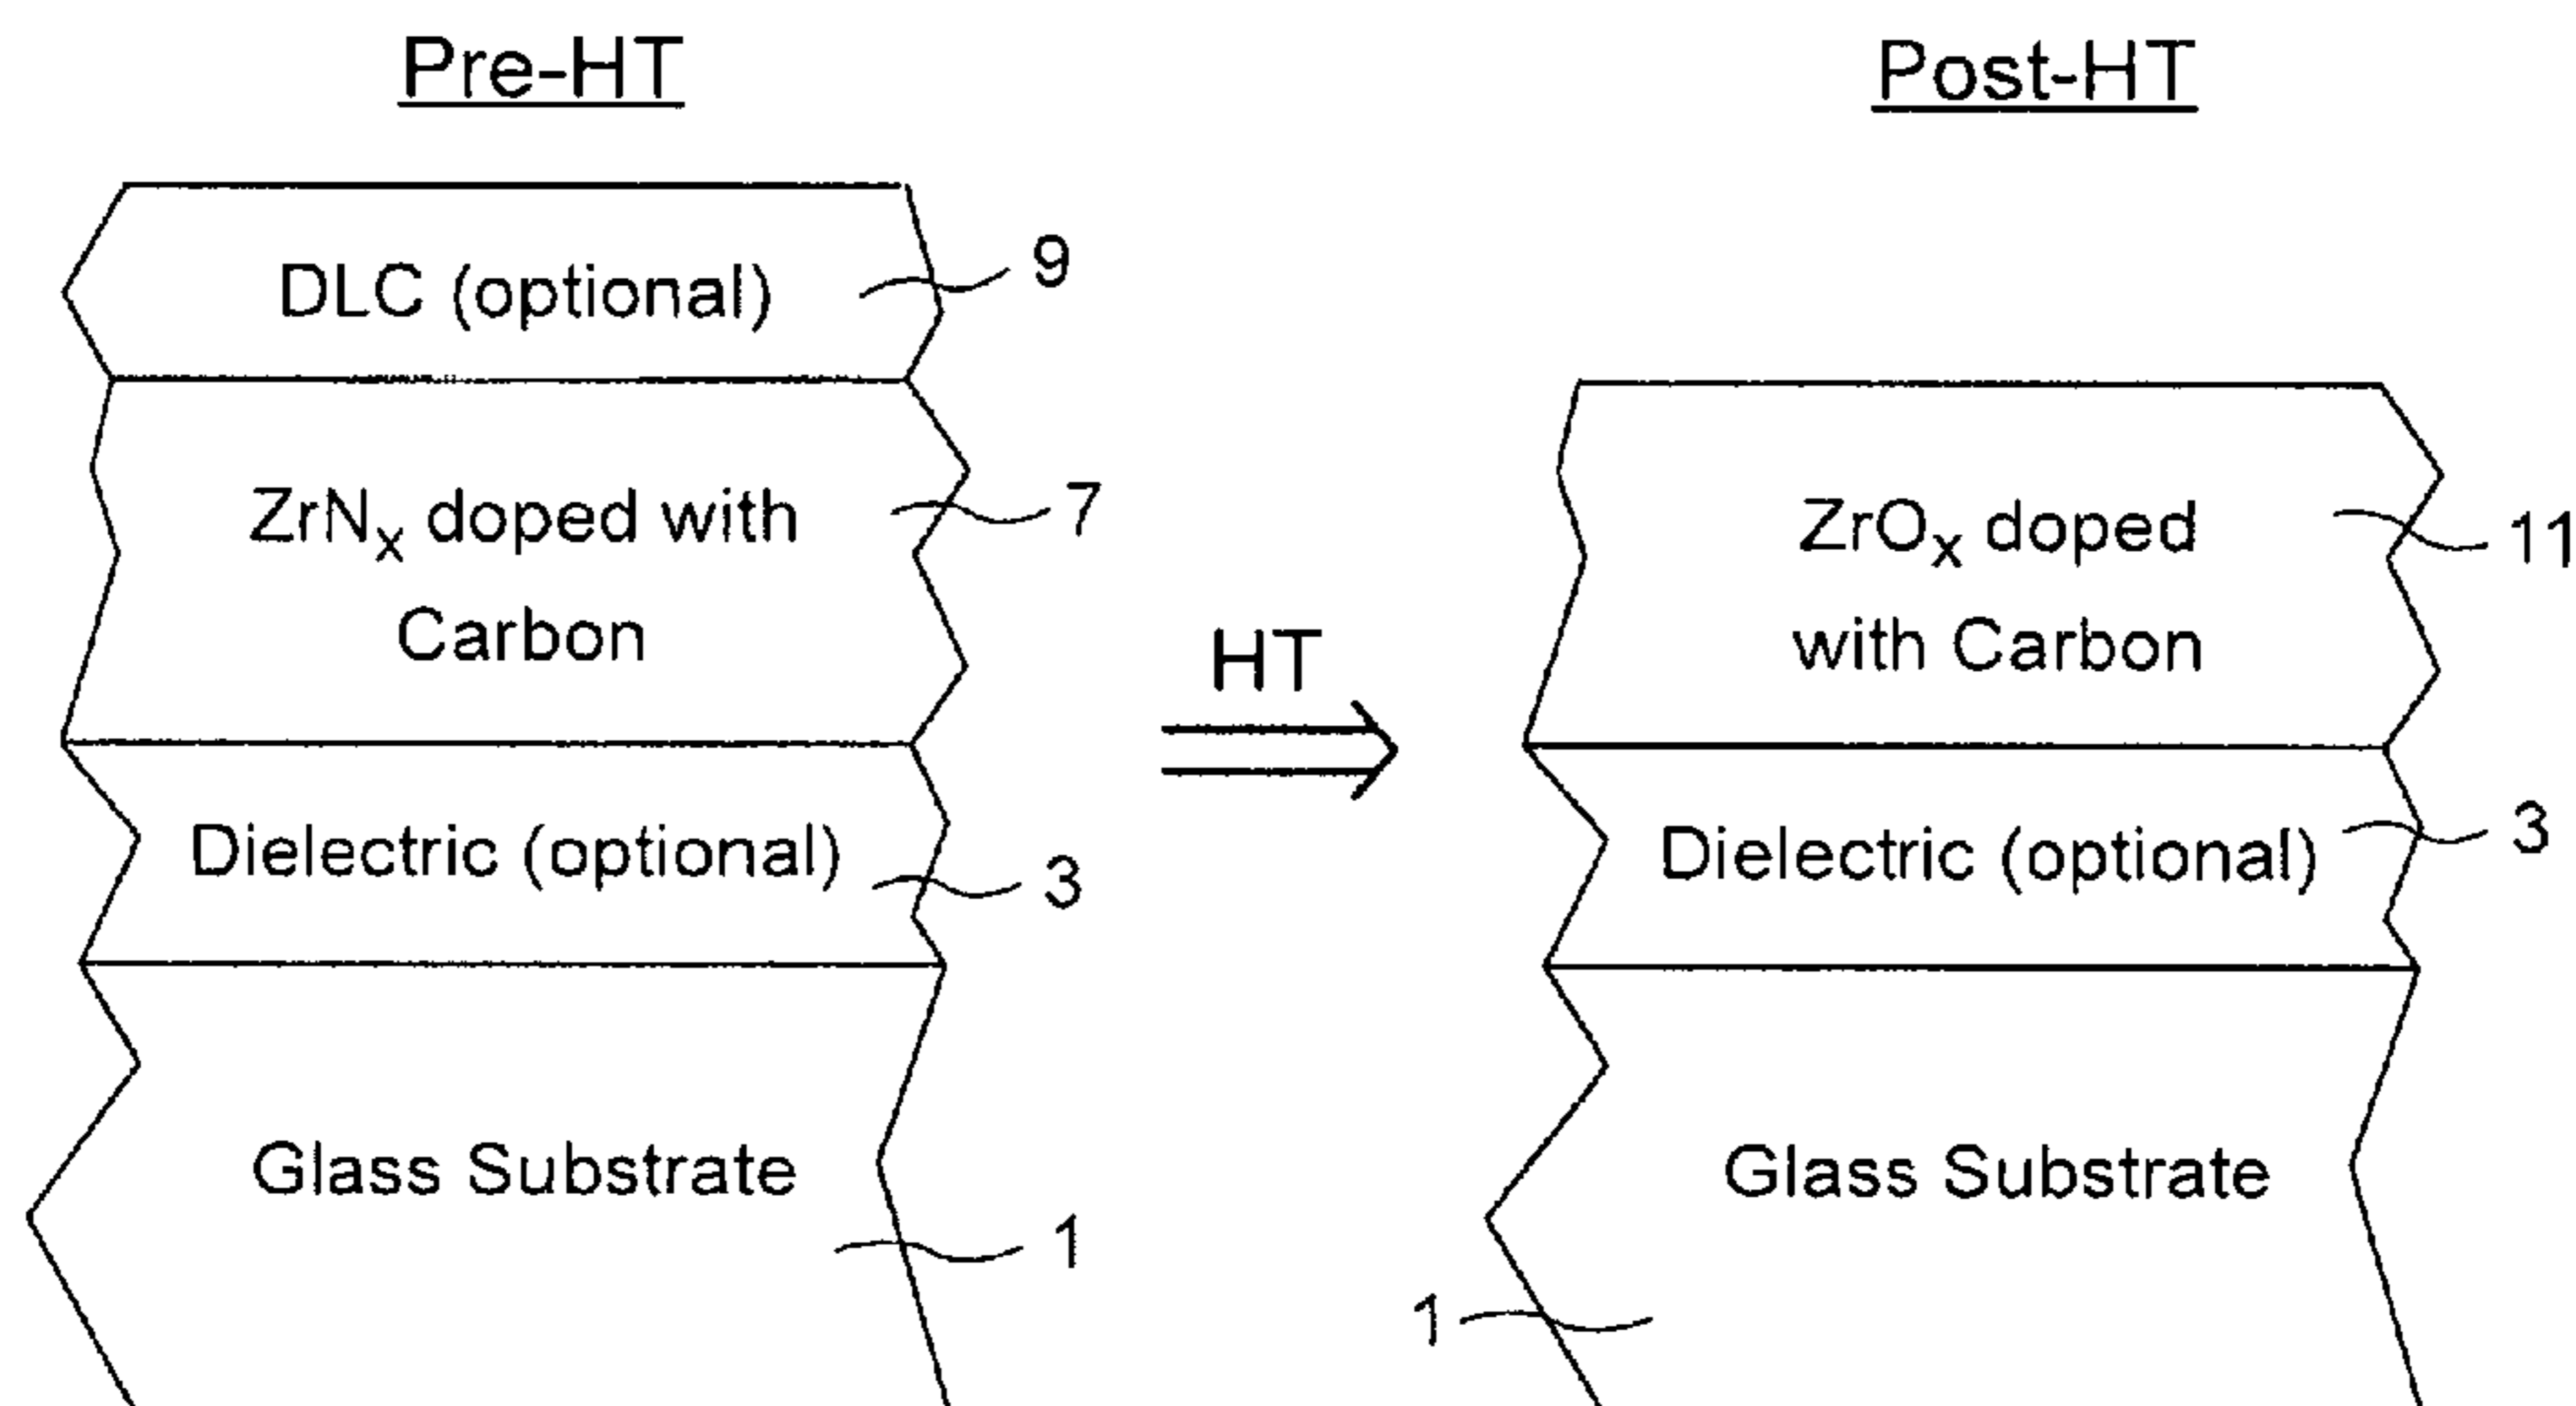 Pre-HT
DLC (optional)
9
ZrNx doped with
Carbon
7
Dielectric (optional)
3
Glass Substrate
1
HT
Post-HT
ZrOx doped
with Carbon
11
Dielectric (optional)
3
Glass Substrate
1